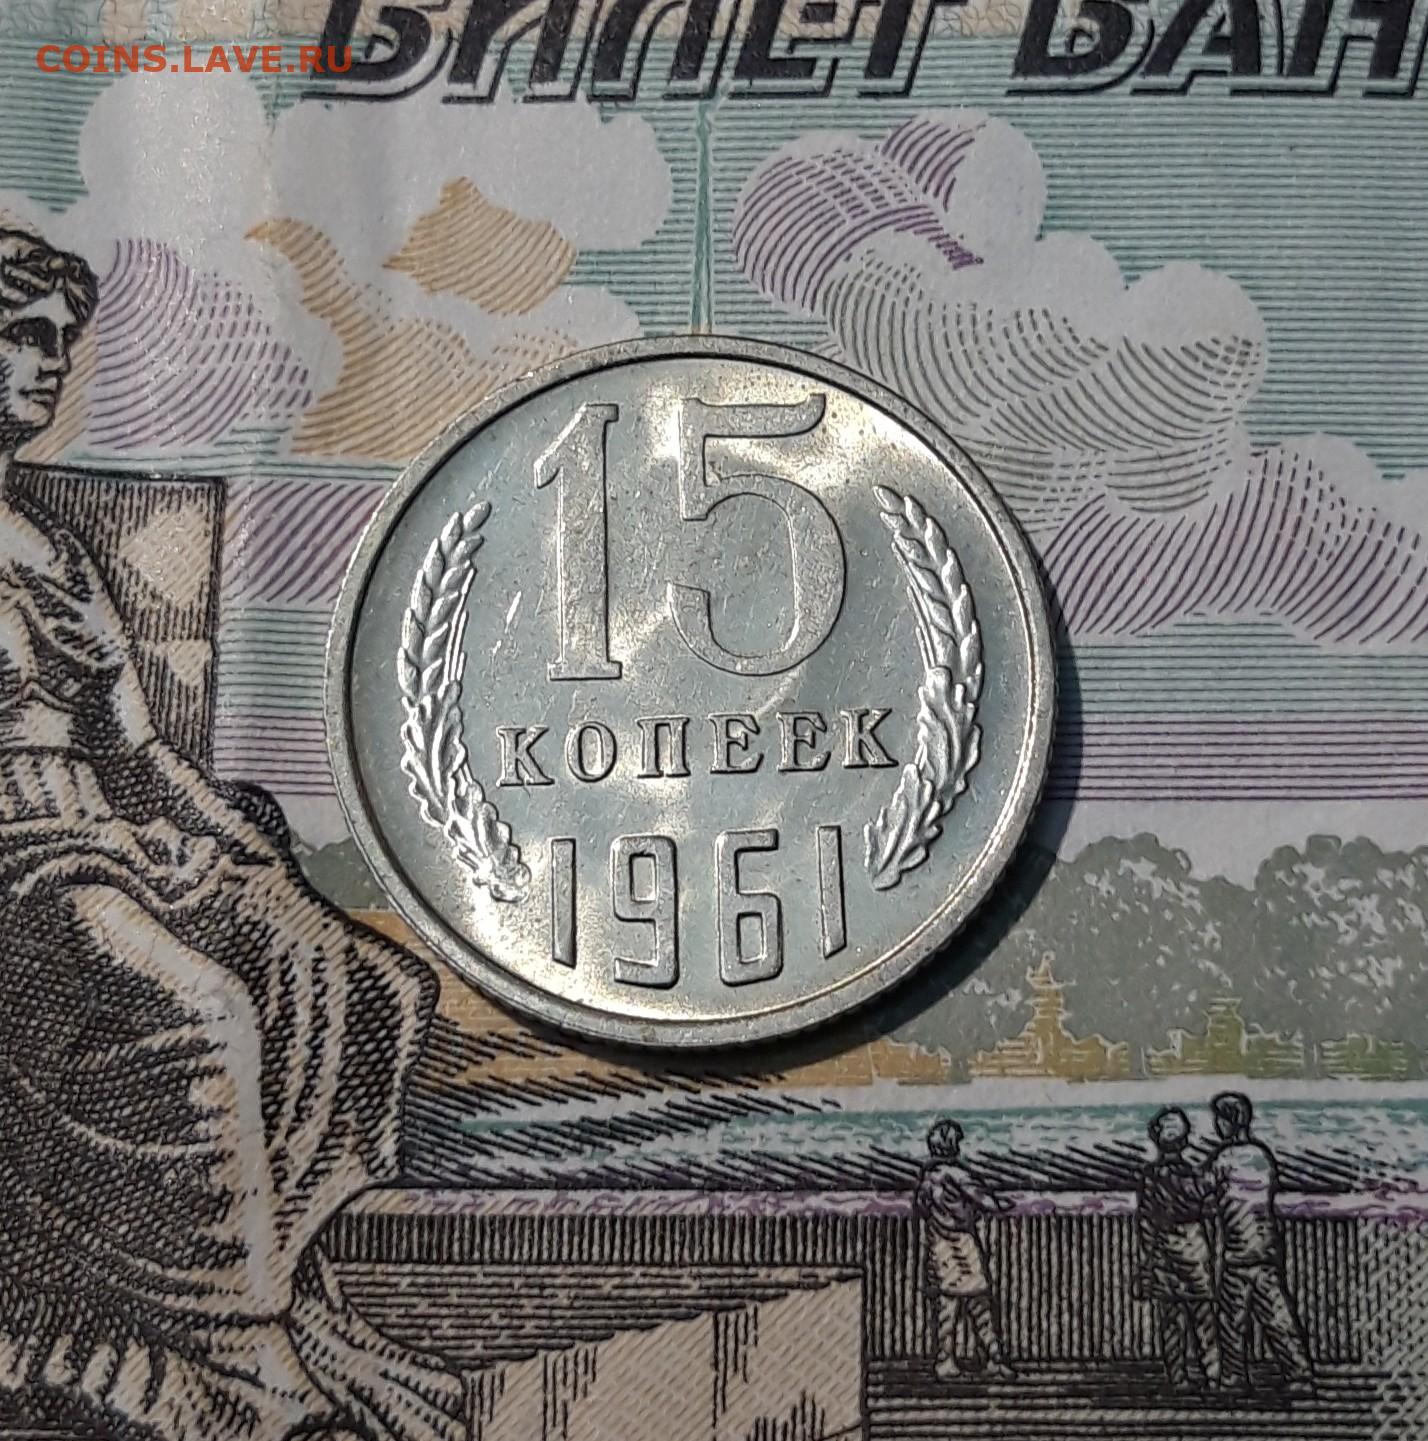 COINS.LAVE.RU
БИЛЕТ БАН
15
КОПЕЕК
1961